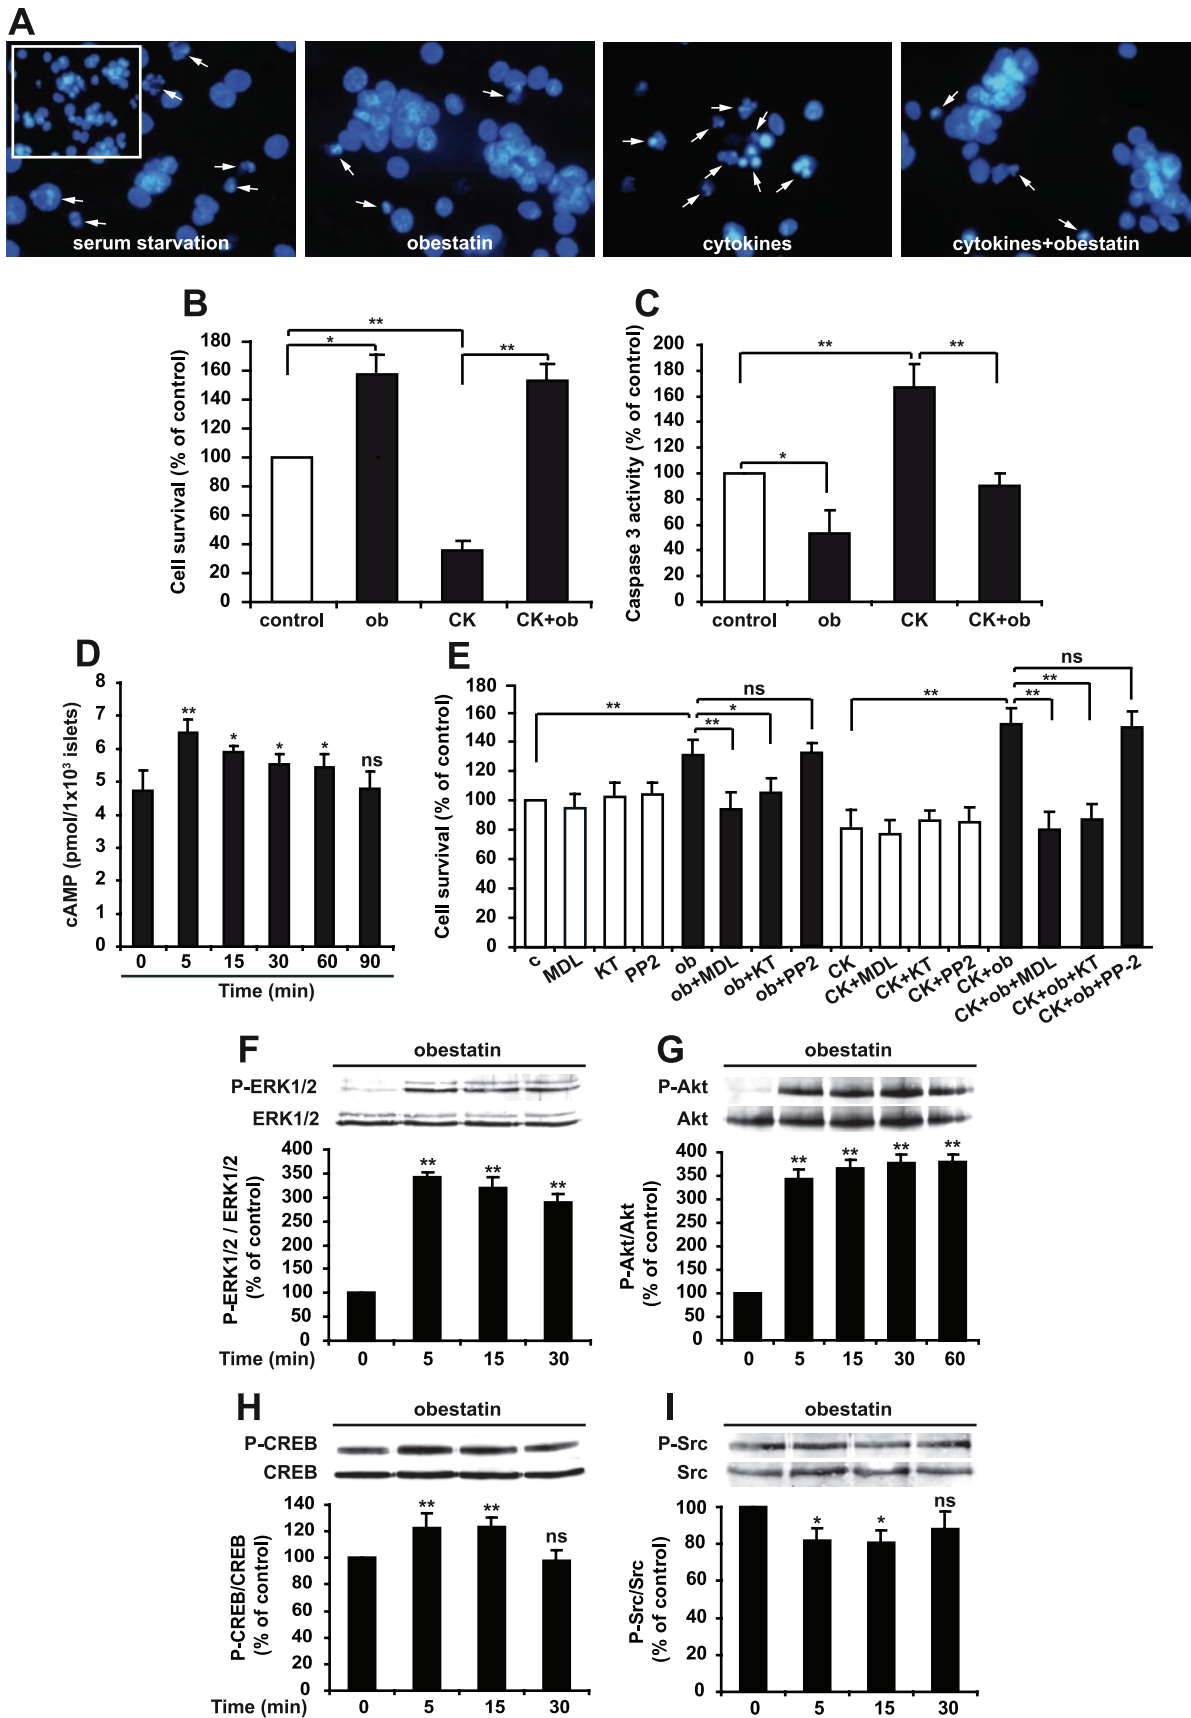 A
serum starvation
obestatin
cytokines
cytokines+obestatin
B
Cell survival (% of control)
180
160
140
120
100
80
60
40
20
0
**
*
**
control ob CK CK+ob
C
Caspase 3 activity (% of control)
200
180
160
140
120
100
80
60
40
20
0
** **
*
control ob CK CK+ob
D
cAMP (pmol/1x10³ islets)
8
7
6
5
4
3
2
1
0
** * * * ns
0 5 15 30 60 90
Time (min)
E
Cell survival (% of control)
180
160
140
120
100
80
60
40
20
0
ns
** *
**
ns
** **
**
c MDL KT PP2 ob ob+MDL ob+KT ob+PP2 CK CK+MDL CK+KT CK+PP2 CK+ob CK+ob+MDL CK+ob+KT CK+ob+PP-2
F
obestatin
P-ERK1/2
ERK1/2
P-ERK1/2 / ERK1/2
(% of control)
400
350
300
250
200
150
100
50
0
** ** **
Time (min) 0 5 15 30
G
obestatin
P-Akt
Akt
P-Akt/Akt
(% of control)
400
350
300
250
200
150
100
50
0
** ** ** **
0 5 15 30 60
H
obestatin
P-CREB
CREB
P-CREB/CREB
(% of control)
140
120
100
80
60
40
20
0
** ** ns
Time (min) 0 5 15 30
I
obestatin
P-Src
Src
P-Src/Src
(% of control)
100
80
60
40
20
0
* * ns
0 5 15 30